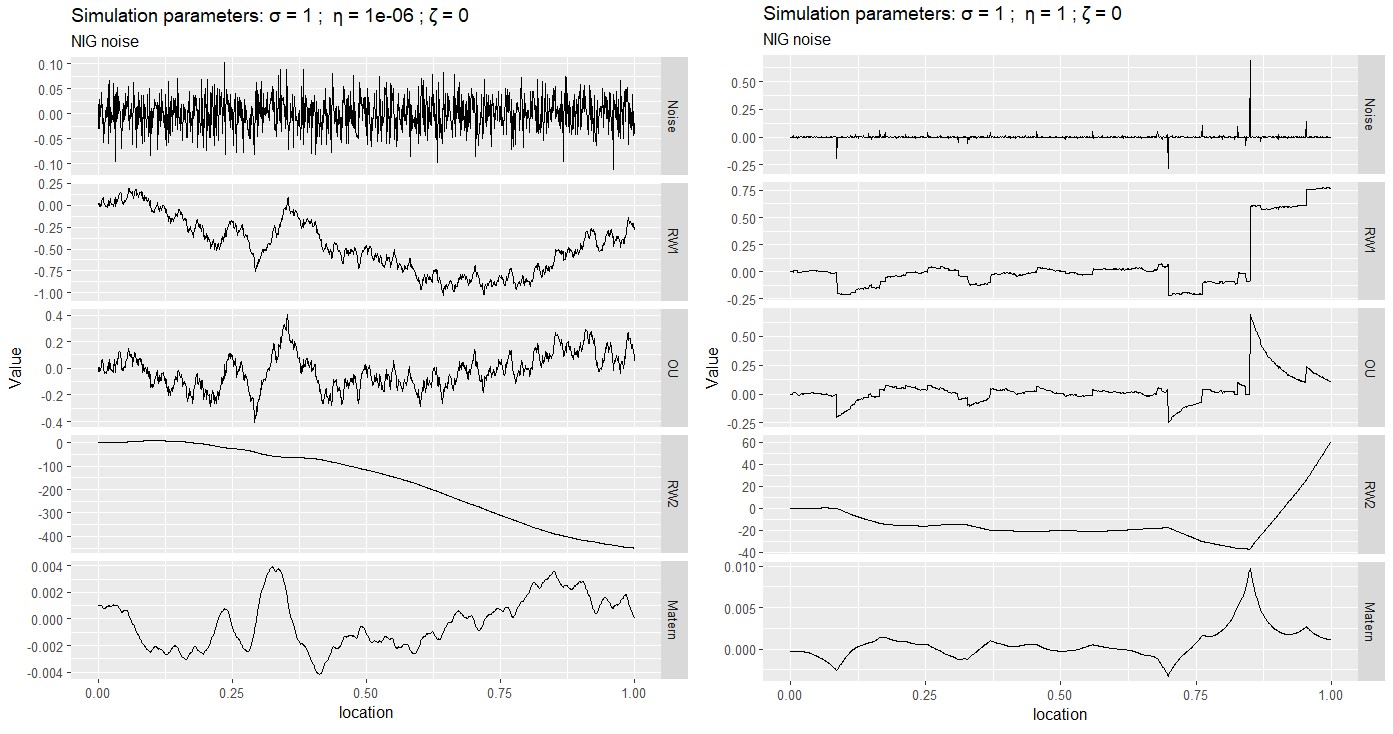 Simulation parameters: σ = 1 ;  η = 1e-06 ; ζ = 0
NIG noise
Value
0.10
0.05
0.00
-0.05
-0.10
Noise
0.25
0.00
-0.25
-0.50
-0.75
-1.00
RW1
0.4
0.2
0.0
-0.2
-0.4
OU
0
-100
-200
-300
-400
RW2
0.004
0.002
0.000
-0.002
-0.004
Matern
0.00 0.25 0.50 0.75 1.00
location
Simulation parameters: σ = 1 ;  η = 1 ; ζ = 0
NIG noise
Value
0.50
0.25
0.00
-0.25
Noise
0.75
0.50
0.25
0.00
-0.25
RW1
0.50
0.25
0.00
-0.25
OU
60
40
20
0
-20
-40
RW2
0.010
0.005
0.000
Matern
0.00 0.25 0.50 0.75 1.00
location